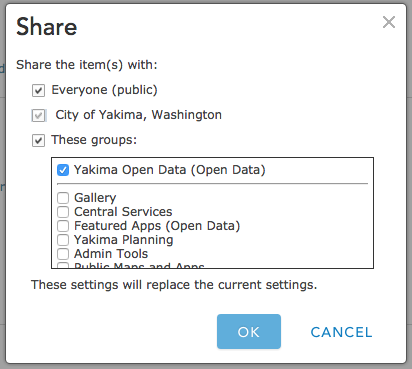 Share
Share the item(s) with:
Everyone (public)
City of Yakima, Washington
These groups:
Yakima Open Data (Open Data)
Gallery
Central Services
Featured Apps (Open Data)
Yakima Planning
Admin Tools
Public Maps and Apps
These settings will replace the current settings.
OK CANCEL